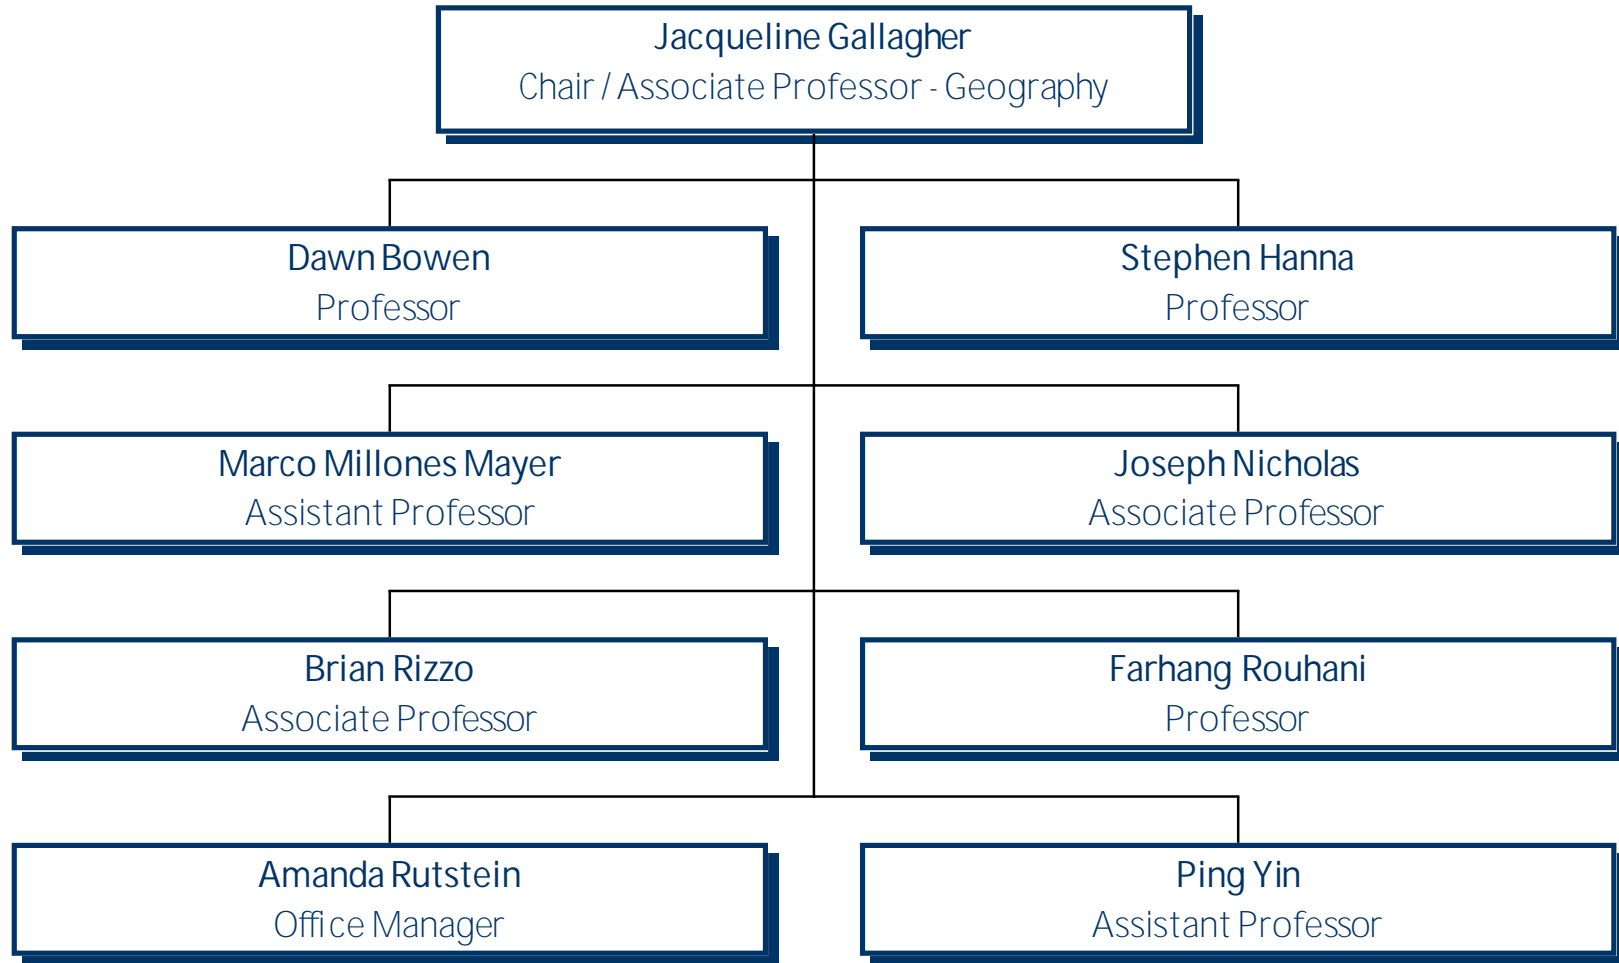 Jacqueline Gallagher
Chair / Associate Professor - Geography
Dawn Bowen
Professor
Stephen Hanna
Professor
Marco Millones Mayer
Assistant Professor
Joseph Nicholas
Associate Professor
Brian Rizzo
Associate Professor
Farhang Rouhani
Professor
Amanda Rutstein
Office Manager
Ping Yin
Assistant Professor